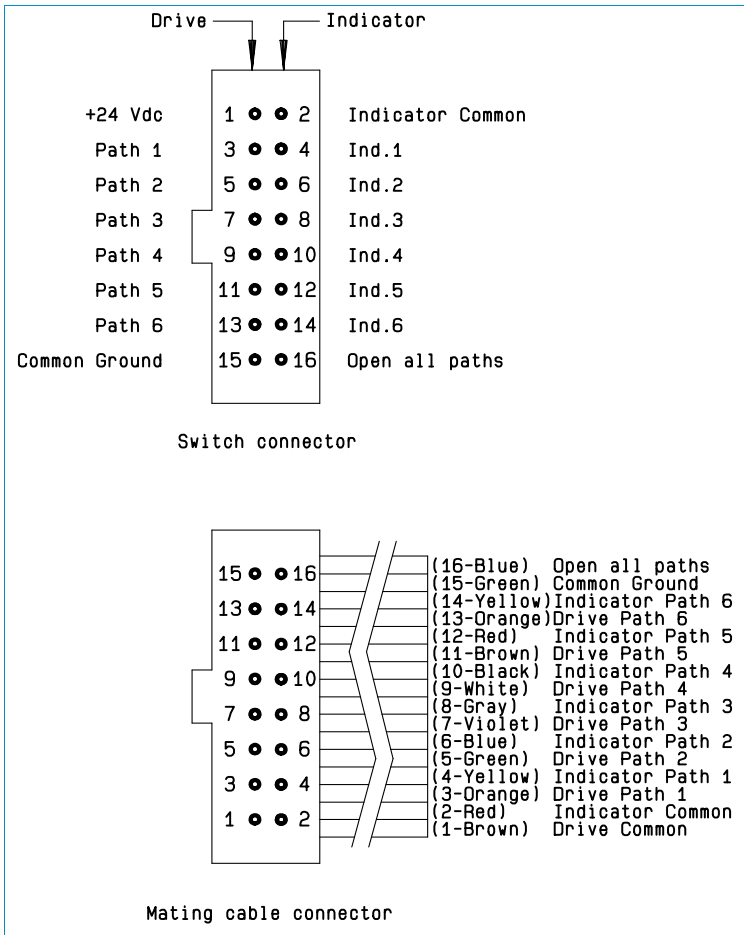 Drive Indicator
+24 Vdc 1 2 Indicator Common
Path 1 3 4 Ind.1
Path 2 5 6 Ind.2
Path 3 7 8 Ind.3
Path 4 9 10 Ind.4
Path 5 11 12 Ind.5
Path 6 13 14 Ind.6
Common Ground 15 16 Open all paths
Switch connector
15 16
13 14
11 12
9 10
7 8
5 6
3 4
1 2
(16-Blue) Open all paths
(15-Green) Common Ground
(14-Yellow) Indicator Path 6
(13-Orange) Drive Path 6
(12-Red) Indicator Path 5
(11-Brown) Drive Path 5
(10-Black) Indicator Path 4
(9-White) Drive Path 4
(8-Gray) Indicator Path 3
(7-Violet) Drive Path 3
(6-Blue) Indicator Path 2
(5-Green) Drive Path 2
(4-Yellow) Indicator Path 1
(3-Orange) Drive Path 1
(2-Red) Indicator Common
(1-Brown) Drive Common
Mating cable connector